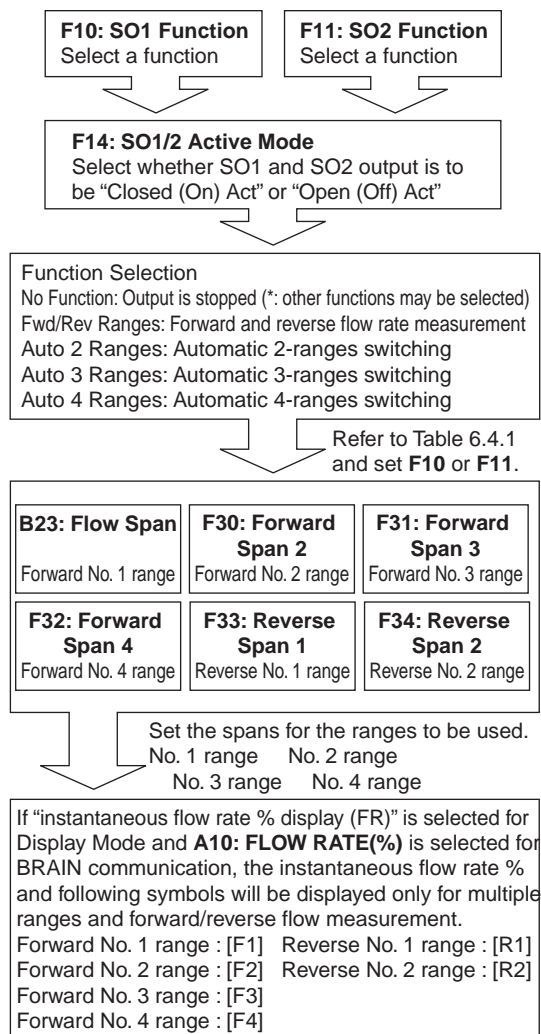 F10: SO1 Function
Select a function
F11: SO2 Function
Select a function
F14: SO1/2 Active Mode
Select whether SO1 and SO2 output is to
be “Closed (On) Act” or “Open (Off) Act”
Function Selection
No Function: Output is stopped (*: other functions may be selected)
Fwd/Rev Ranges: Forward and reverse flow rate measurement
Auto 2 Ranges: Automatic 2-ranges switching
Auto 3 Ranges: Automatic 3-ranges switching
Auto 4 Ranges: Automatic 4-ranges switching
Refer to Table 6.4.1
and set F10 or F11.
B23: Flow Span
Forward No. 1 range
F30: Forward
Span 2
Forward No. 2 range
F31: Forward
Span 3
Forward No. 3 range
F32: Forward
Span 4
Forward No. 4 range
F33: Reverse
Span 1
Reverse No. 1 range
F34: Reverse
Span 2
Reverse No. 2 range
Set the spans for the ranges to be used.
No. 1 range No. 2 range
No. 3 range No. 4 range
If “instantaneous flow rate % display (FR)” is selected for
Display Mode and A10: FLOW RATE(%) is selected for
BRAIN communication, the instantaneous flow rate %
and following symbols will be displayed only for multiple
ranges and forward/reverse flow measurement.
Forward No. 1 range : [F1] Reverse No. 1 range : [R1]
Forward No. 2 range : [F2] Reverse No. 2 range : [R2]
Forward No. 3 range : [F3]
Forward No. 4 range : [F4]